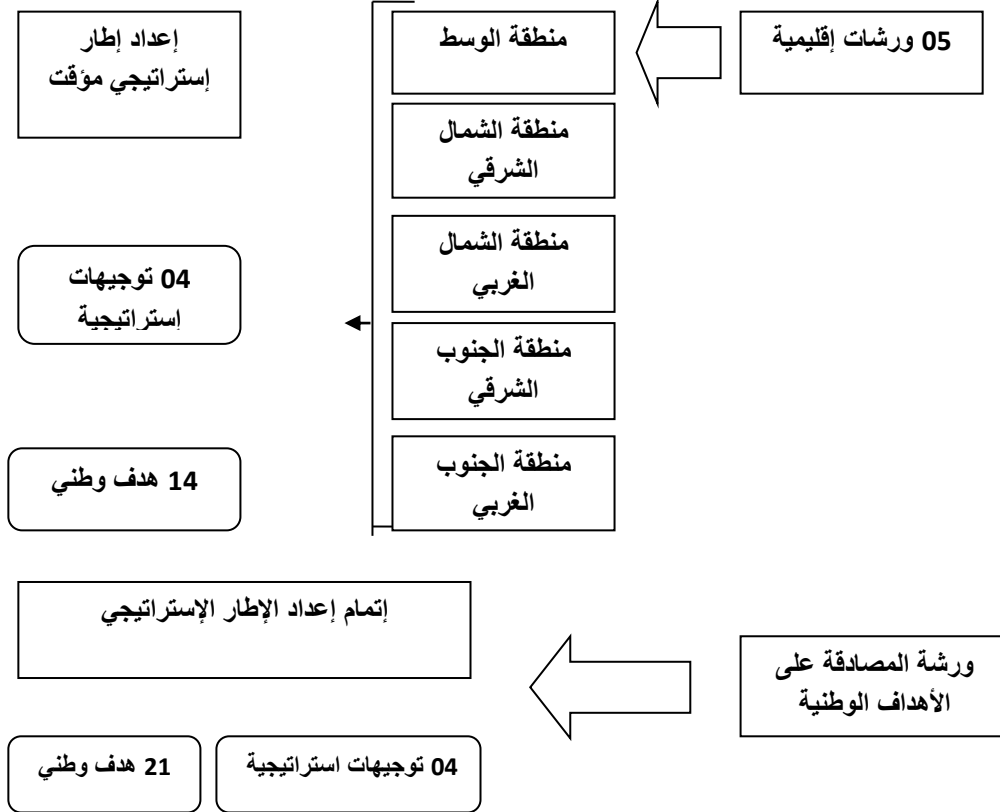 05 ورشات إقليمية
منطقة الوسط
منطقة الشمال
الشرقي
منطقة الشمال
الغربي
منطقة الجنوب
الشرقي
منطقة الجنوب
الغربي
إعداد إطار
إستراتيجي مؤقت
04 توجيهات
إستراتيجية
14 هدف وطني
ورشة المصادقة على
الأهداف الوطنية
إتمام إعداد الإطار الإستراتيجي
04 توجيهات استراتيجية
21 هدف وطني